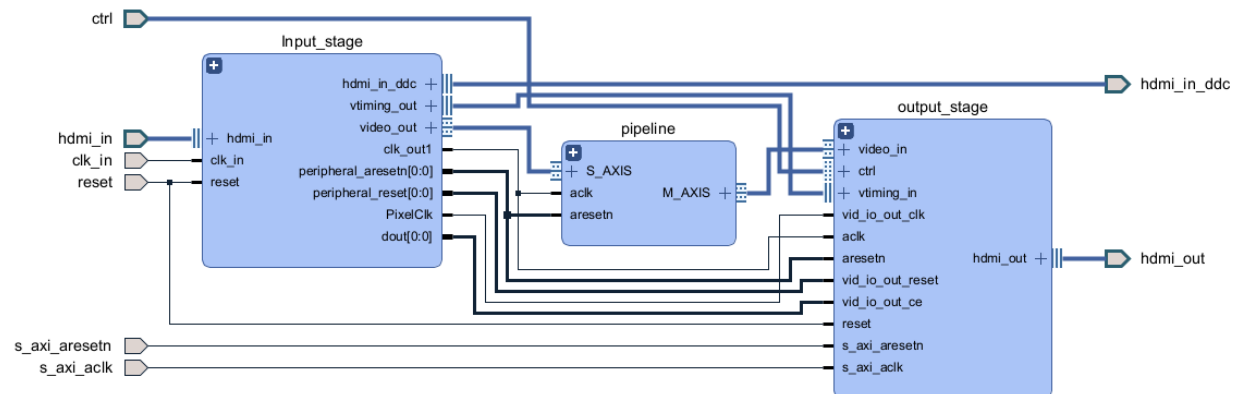 ctrl
hdmi_in
clk_in
reset
s_axi_aresetn
s_axi_aclk
Input_stage
hdmi_in
clk_in
reset
hdmi_in_ddc
vtiming_out
video_out
clk_out1
peripheral_aresetn[0:0]
peripheral_reset[0:0]
PixelClk
dout[0:0]
pipeline
S_AXIS
aclk
aresetn
M_AXIS
output_stage
video_in
ctrl
vtiming_in
vid_io_out_clk
aclk
aresetn
vid_io_out_reset
vid_io_out_ce
reset
s_axi_aresetn
s_axi_aclk
hdmi_out
hdmi_in_ddc
hdmi_out